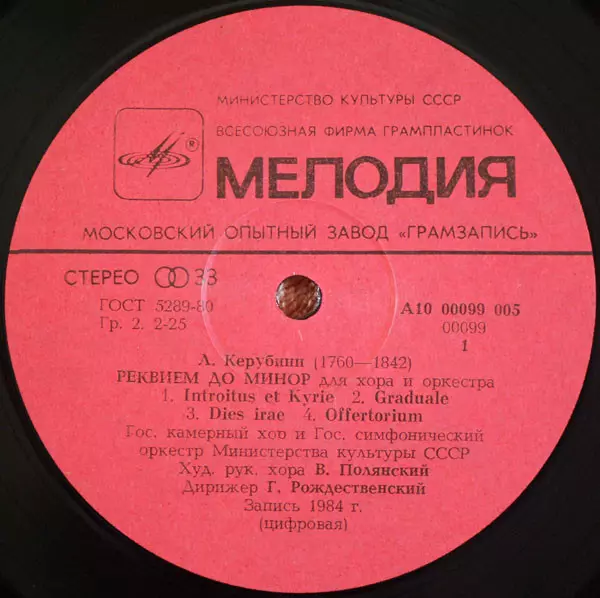 МИНИСТЕРСТВО КУЛЬТУРЫ СССР
ВСЕСОЮЗНАЯ ФИРМА ГРАМПЛАСТИНОК
®
МЕЛОДИЯ
МОСКОВСКИЙ ОПЫТНЫЙ ЗАВОД «ГРАМЗАПИСЬ»
СТЕРЕО 33
ГОСТ 5289-80
Гр. 2. 2-25
А10 00099 005
00099
1
Л. Керубини (1760—1842)
РЕКВИЕМ ДО МИНОР для хора и оркестра
1. Introitus et Kyrie 2. Graduale
3. Dies irae 4. Offertorium
Гос. камерный хор и Гос. симфонический
оркестр Министерства культуры СССР
Худ. рук. хора В. Полянский
Дирижер Г. Рождественский
Запись 1984 г.
(цифровая)